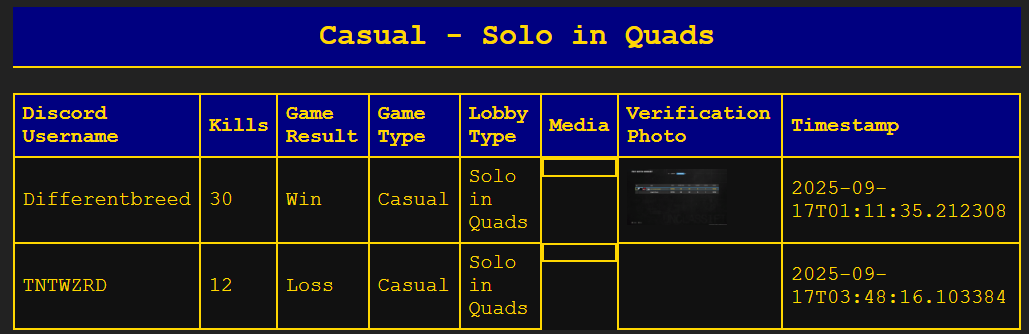 Casual - Solo in Quads
Discord Username Kills Game Result Game Type Lobby Type Media Verification Photo Timestamp
Differentbreed 30 Win Casual Solo in Quads 2025-09-17T01:11:35.212308
TNTWZRD 12 Loss Casual Solo in Quads 2025-09-17T03:48:16.103384